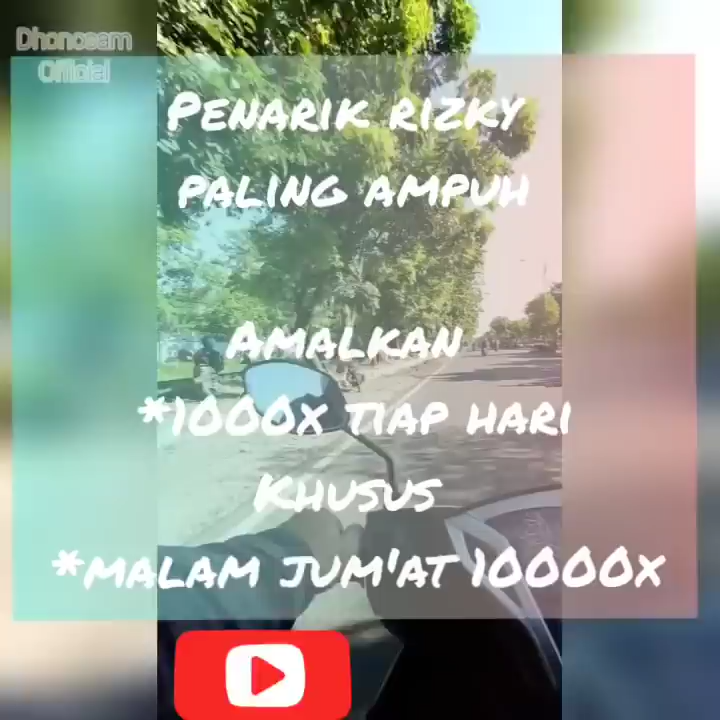 Dhonosam
Official
PENARIK RIZKY
PALING AMPUH
AMALKAN
*1000X TIAP HARI
KHUSUS
*MALAM JUM'AT 10000X